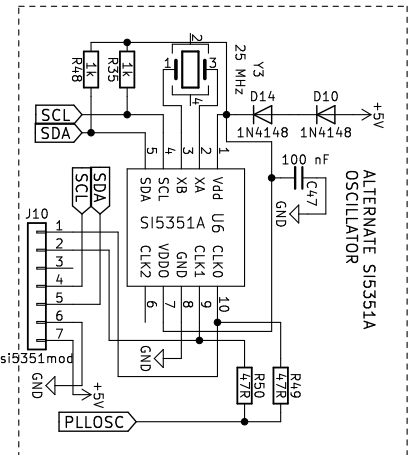 2
1
3
4
Y3
25 MHz
R48
1k
R35
1k
SCL
SDA
D14
D10
1N4148
1N4148
+5V
5
4
3
2
1
SDA
SCL
XB
XA
Vdd
SI5351A
U6
CLK2
VDDO
GND
CLK1
CLK0
6
7
8
9
10
100 nF
C47
GND
ALTERNATE SI5351A
OSCILLATOR
SCL
SDA
J10
1
2
3
4
5
6
7
si5351mod
GND
+5V
GND
R50
47R
R49
47R
PLLOSC